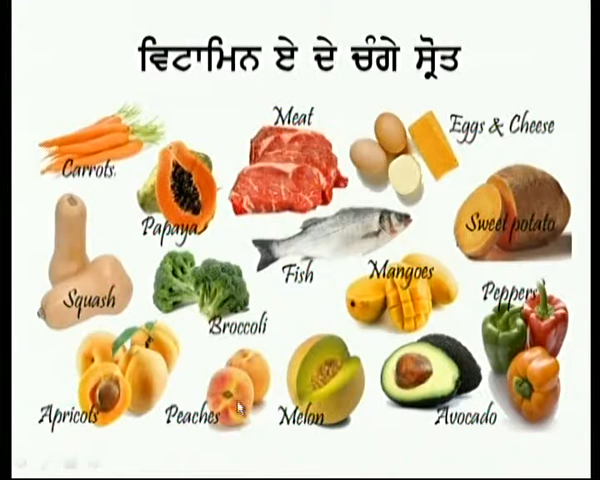 ਵਿਟਾਮਿਨ ਏ ਦੇ ਚੰਗੇ ਸ੍ਰੋਤ
Meat
Eggs & Cheese
Carrots
Papaya
Sweet potato
Fish
Mangoes
Squash
Peppers
Broccoli
Apricots
Peaches
Melon
Avocado